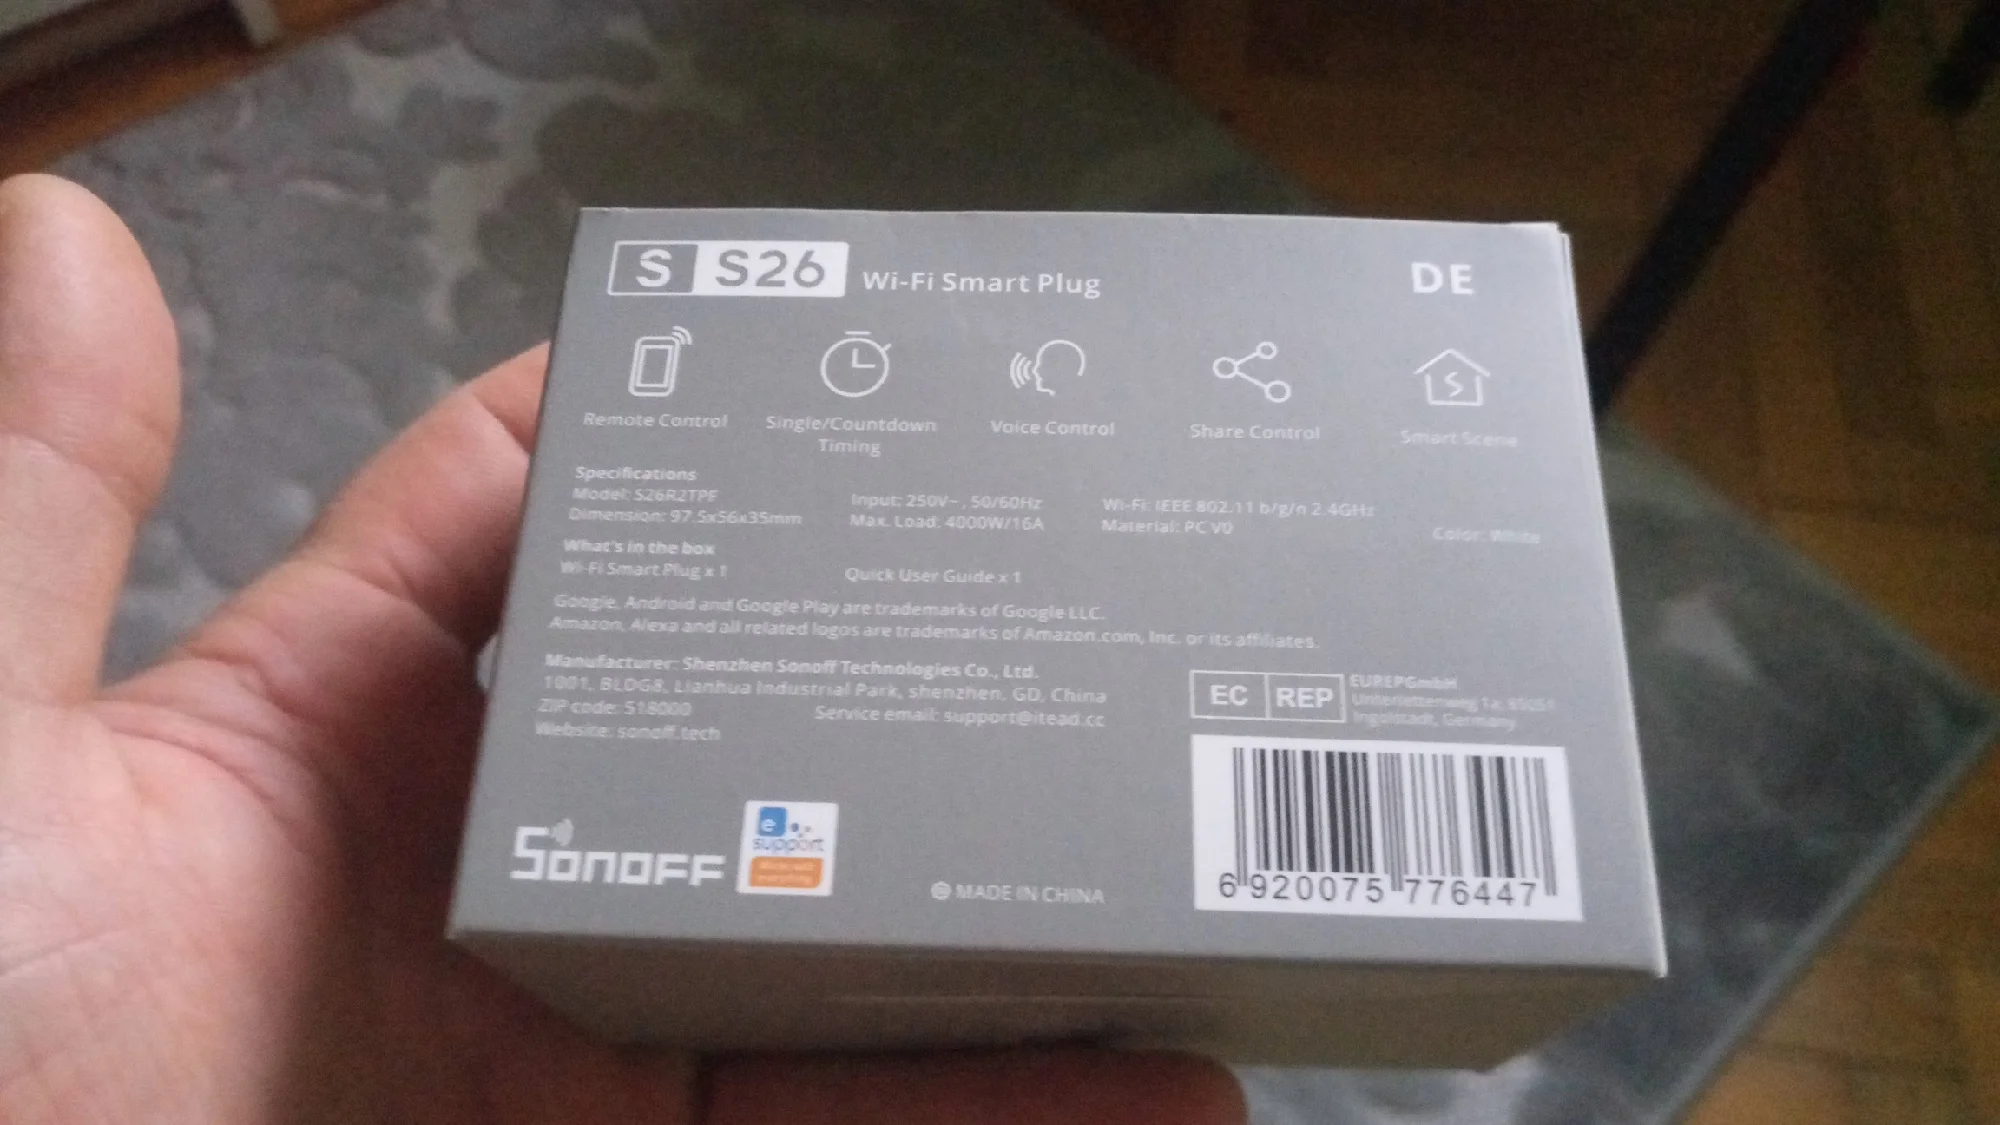 S S26 Wi-Fi Smart Plug DE
Remote Control
Single/Countdown
Timing
Voice Control
Share Control
Smart Scene
Specifications
Model: S26R2TPF
Dimension: 97.5x56x35mm
Input: 250V~, 50/60Hz
Max. Load: 4000W/16A
Wi-Fi: IEEE 802.11 b/g/n 2.4GHz
Material: PC V0
Color: White
What's in the box
Wi-Fi Smart Plug x 1
Quick User Guide x 1
Google, Android and Google Play are trademarks of Google LLC.
Amazon, Alexa and all related logos are trademarks of Amazon.com, Inc. or its affiliates.
Manufacturer: Shenzhen Sonoff Technologies Co., Ltd.
1001, BLDG8, Lianhua Industrial Park, shenzhen, GD, China
ZIP code: 518000
Service email: support@itead.cc
Website: sonoff.tech
EC REP
EUREPGmbH
Unterlettenweg 1a, 85051
Ingolstadt, Germany
SONOFF
e
support
MADE IN CHINA
6 920075 776447